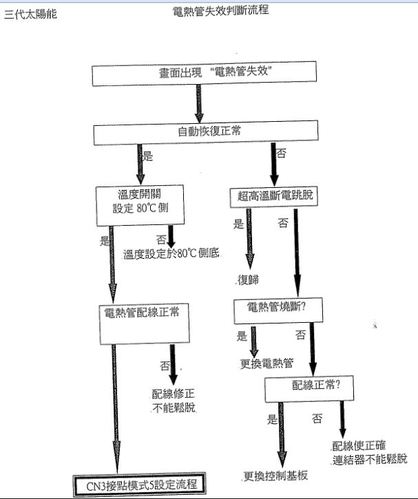 三代太陽能
電熱管失效判斷流程
畫面出現 "電熱管失效"
自動恢復正常
是
否
溫度開關
設定 80℃側
超高溫斷電跳脫
是
否
是
否
溫度設定於80℃側底
.復歸
電熱管配線正常
電熱管燒斷?
是
否
更換電熱管
否
配線修正
.不能鬆脫
配線正常?
是
否
.配線使正確
.連結器不能鬆脫
.更換控制基板
CN3接點模式5設定流程